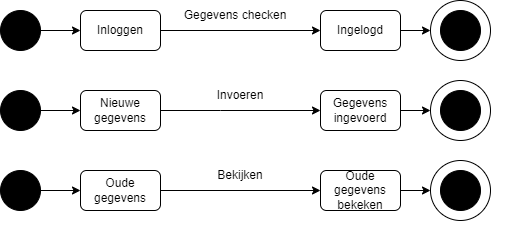 Gegevens checken
Inloggen
Ingelogd
Invoeren
Nieuwe
gegevens
Gegevens
ingevoerd
Bekijken
Oude
gegevens
Oude
gegevens
bekeken